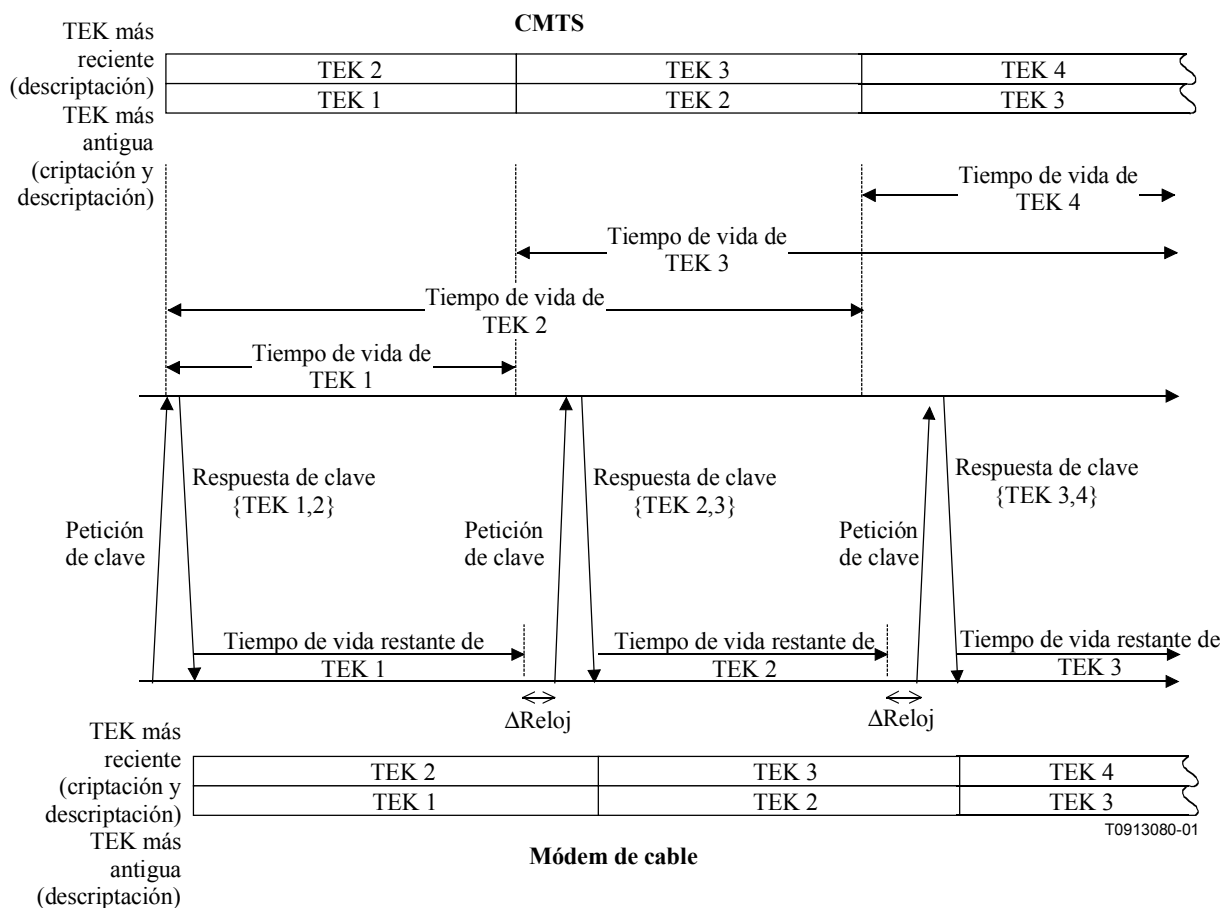 CMTS
TEK más
reciente
(descriptación)
TEK más
antigua
(criptación y
descriptación)
TEK 2
TEK 3
TEK 4
TEK 1
TEK 2
TEK 3
Tiempo de vida de
TEK 4
Tiempo de vida de
TEK 3
Tiempo de vida de
TEK 2
Tiempo de vida de
TEK 1
Respuesta de clave
{TEK 1,2}
Respuesta de clave
{TEK 2,3}
Respuesta de clave
{TEK 3,4}
Petición
de clave
Petición
de clave
Petición
de clave
Tiempo de vida restante de
TEK 1
Tiempo de vida restante de
TEK 2
Tiempo de vida restante de
TEK 3
ΔReloj
ΔReloj
TEK más
reciente
(criptación y
descriptación)
TEK más
antigua
(descriptación)
TEK 2
TEK 3
TEK 4
TEK 1
TEK 2
TEK 3
T0913080-01
Módem de cable